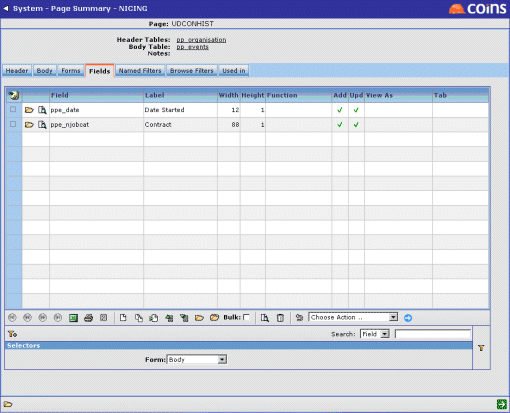 System - Page Summary - NICING
COINS
Page: UDCONHIST
Header Tables: pp_organisation
Body Table: pp_events
Notes:
Header Body Forms Fields Named Filters Browse Filters Used in
Field Label Width Height Function Add Upd View As Tab
ppe_date Date Started 12 1
ppe_njobcat Contract 88 1
Bulk: Choose Action ..
Search: Field
Selectors
Form: Body